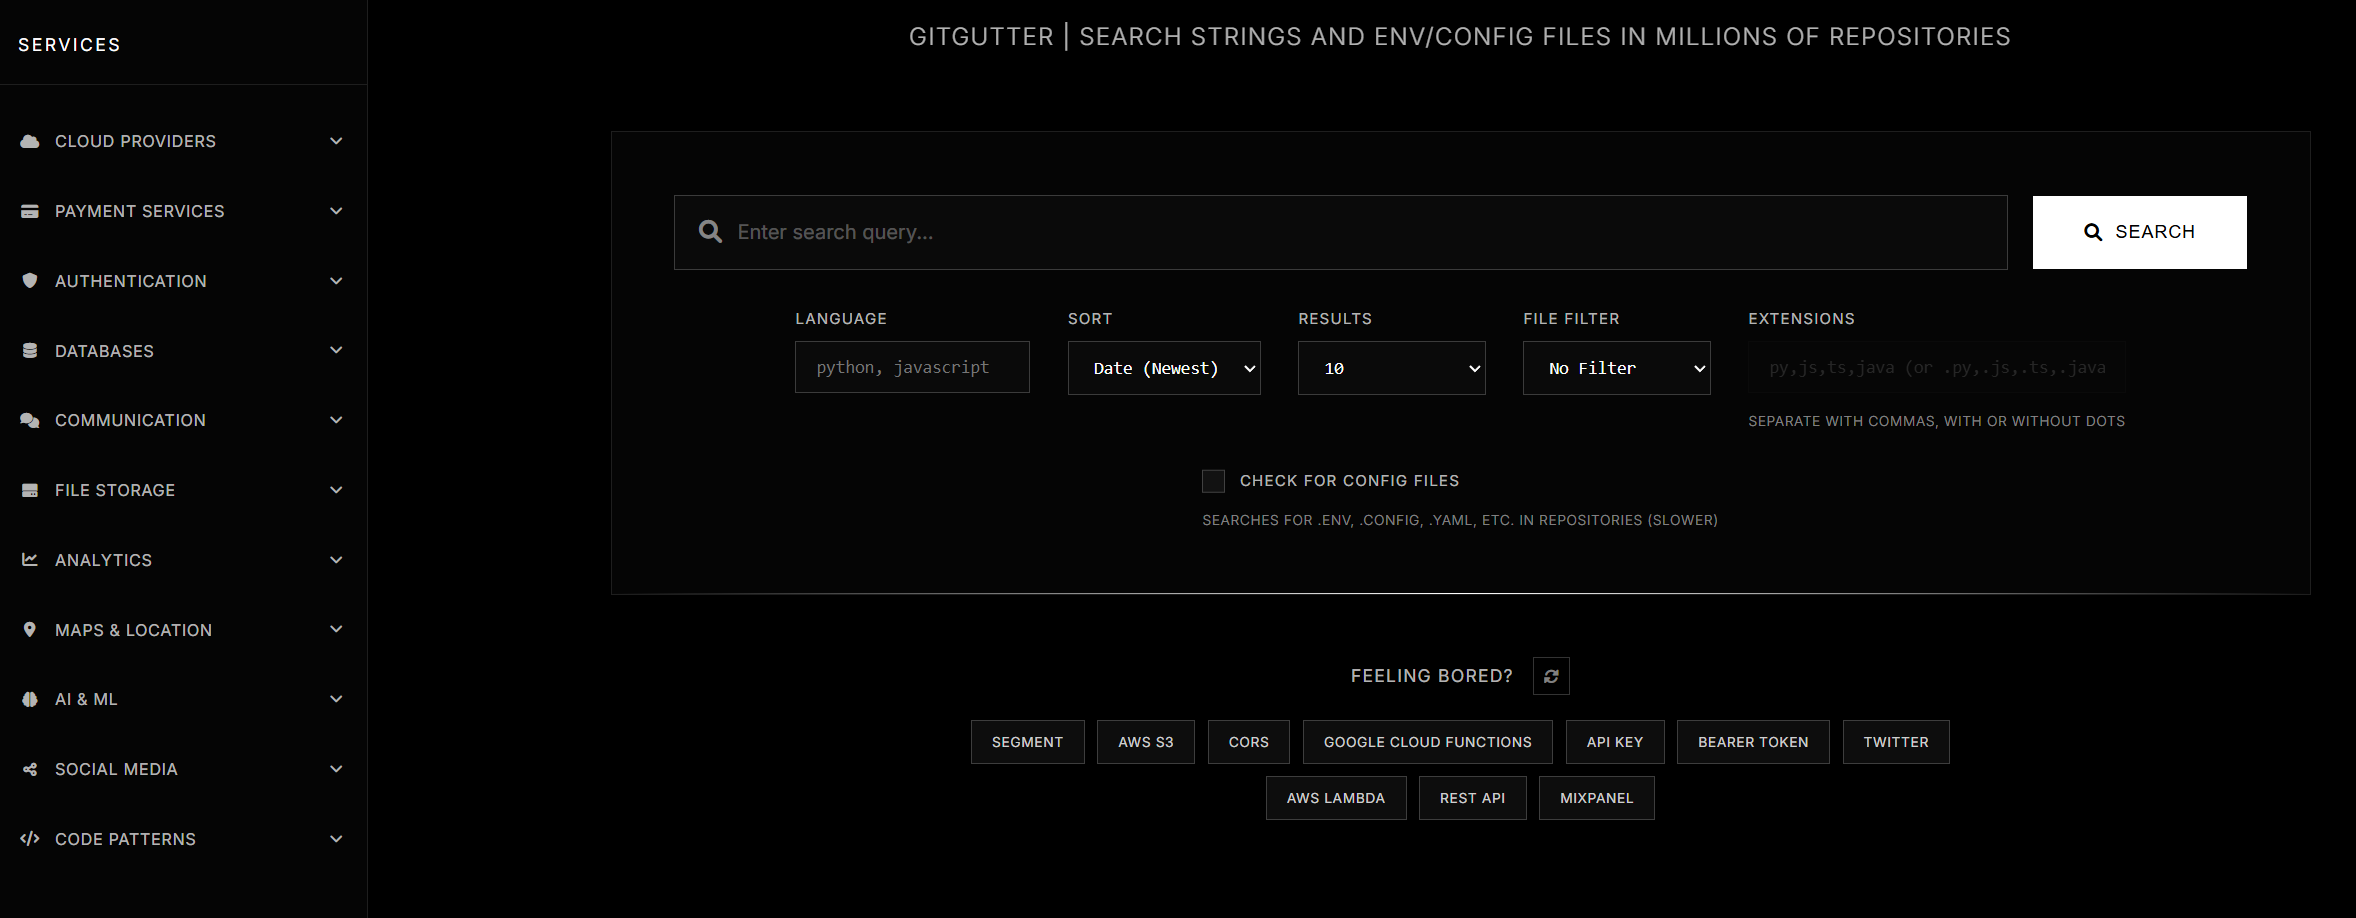 SERVICES
CLOUD PROVIDERS
PAYMENT SERVICES
AUTHENTICATION
DATABASES
COMMUNICATION
FILE STORAGE
ANALYTICS
MAPS & LOCATION
AI & ML
SOCIAL MEDIA
CODE PATTERNS
GITGUTTER | SEARCH STRINGS AND ENV/CONFIG FILES IN MILLIONS OF REPOSITORIES
Enter search query...
SEARCH
LANGUAGE SORT RESULTS FILE FILTER EXTENSIONS
python, javascript Date (Newest) 10 No Filter py,js,ts,java (or .py,.js,.ts,.java
SEPARATE WITH COMMAS, WITH OR WITHOUT DOTS
CHECK FOR CONFIG FILES
SEARCHES FOR .ENV, .CONFIG, .YAML, ETC. IN REPOSITORIES (SLOWER)
FEELING BORED?
SEGMENT AWS S3 CORS GOOGLE CLOUD FUNCTIONS API KEY BEARER TOKEN TWITTER
AWS LAMBDA REST API MIXPANEL